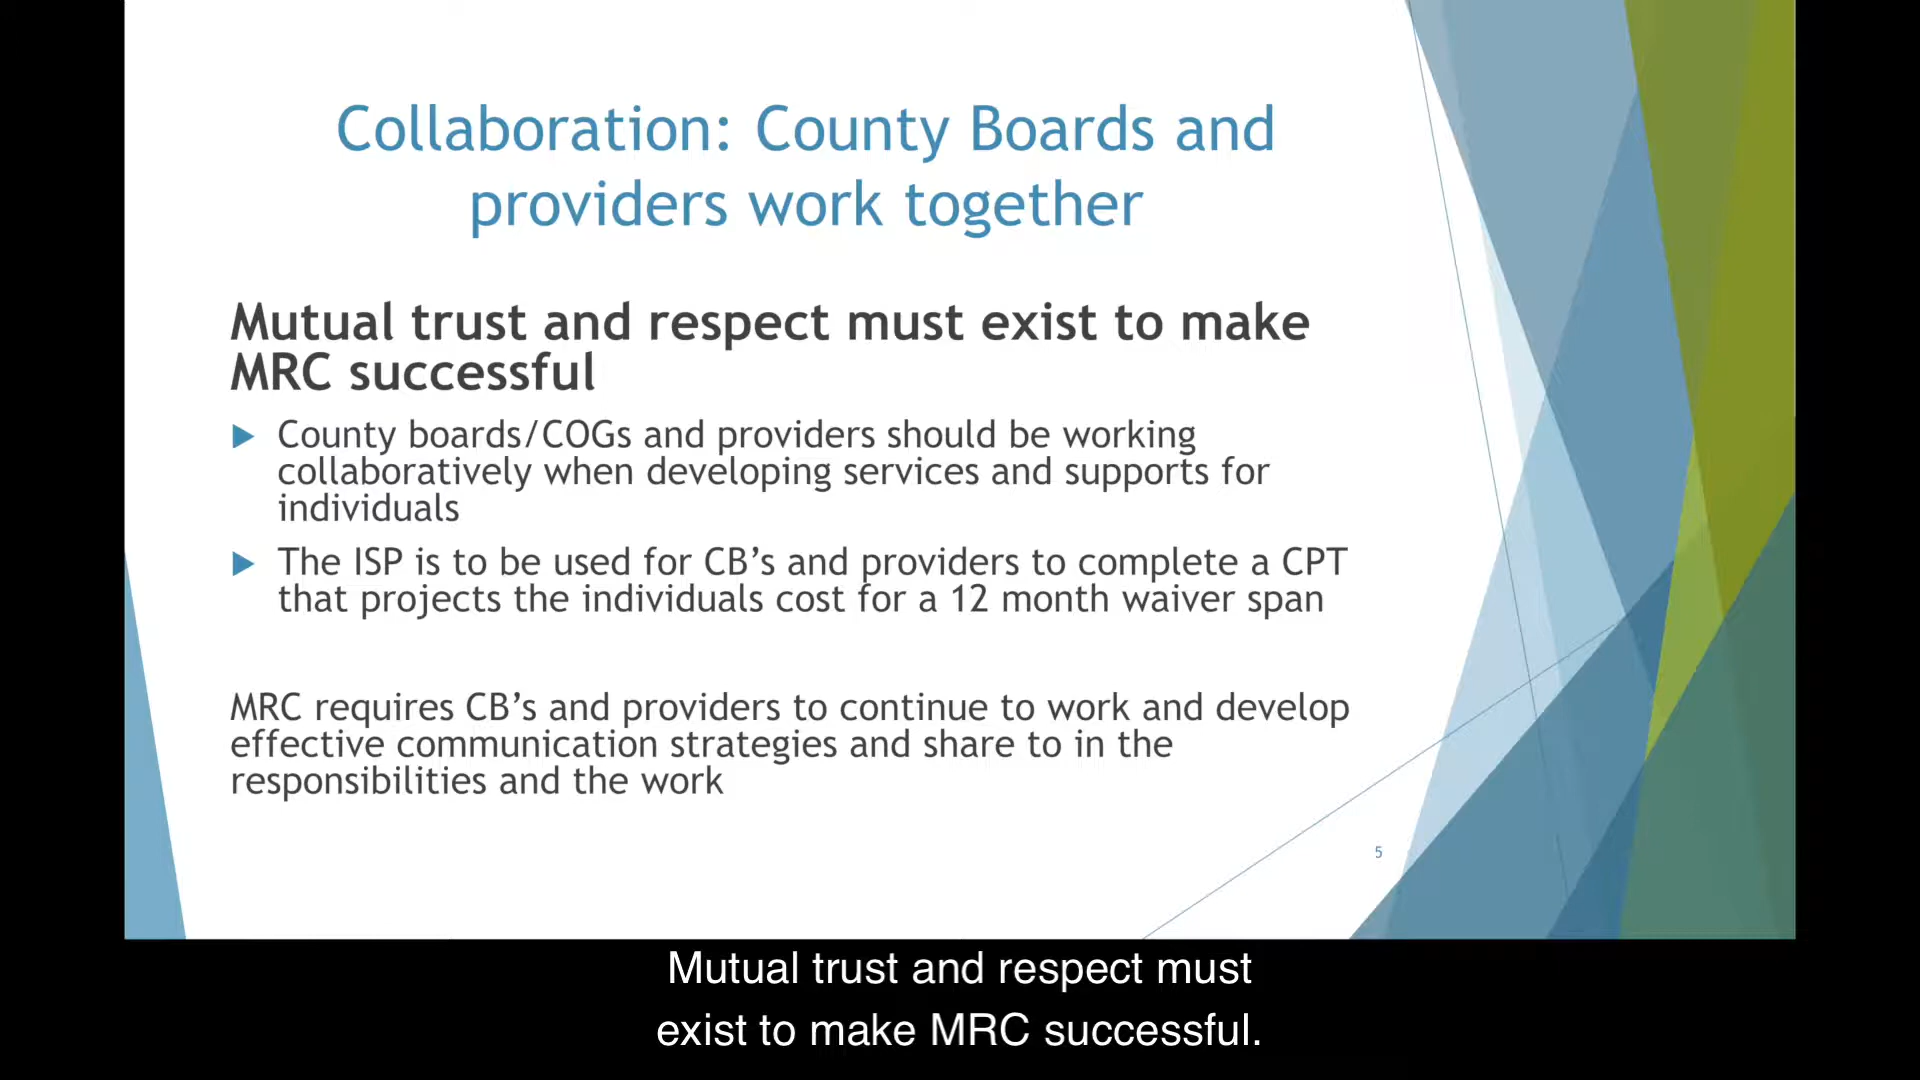 Collaboration: County Boards and
providers work together
Mutual trust and respect must exist to make
MRC successful
County boards/COGs and providers should be working
collaboratively when developing services and supports for
individuals
The ISP is to be used for CB’s and providers to complete a CPT
that projects the individuals cost for a 12 month waiver span
MRC requires CB’s and providers to continue to work and develop
effective communication strategies and share to in the
responsibilities and the work
5
Mutual trust and respect must
exist to make MRC successful.